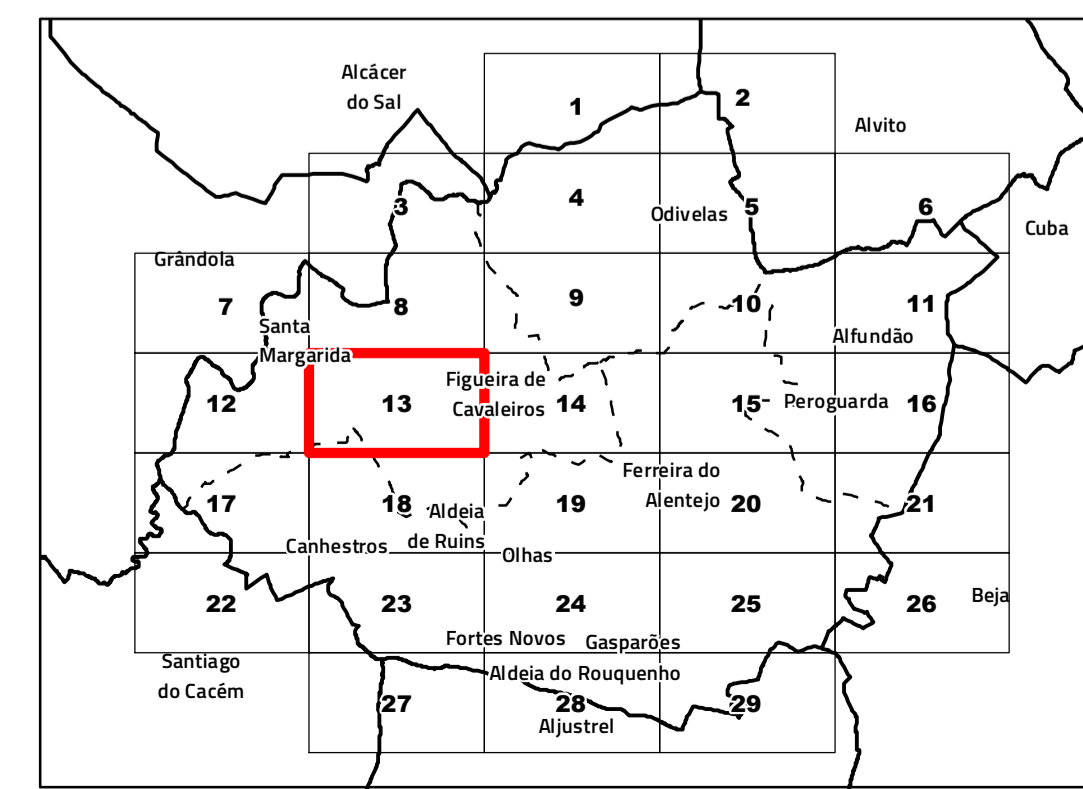 Alcácer
do Sal
1
2
Alvito
3
4
Odivelas
5
6
Cuba
Grândola
7
8
9
10
11
Santa
Margarida
Alfundão
12
13
Figueira de
Cavaleiros
14
15
Peroguarda
16
17
18
Aldeia
de Ruins
19
Ferreira do
Alentejo
20
21
Canhestros
Olhas
22
23
24
25
26
Beja
Fortes Novos
Gasparões
Santiago
do Cacém
Aldeia do Rouquenho
27
28
29
Aljustrel